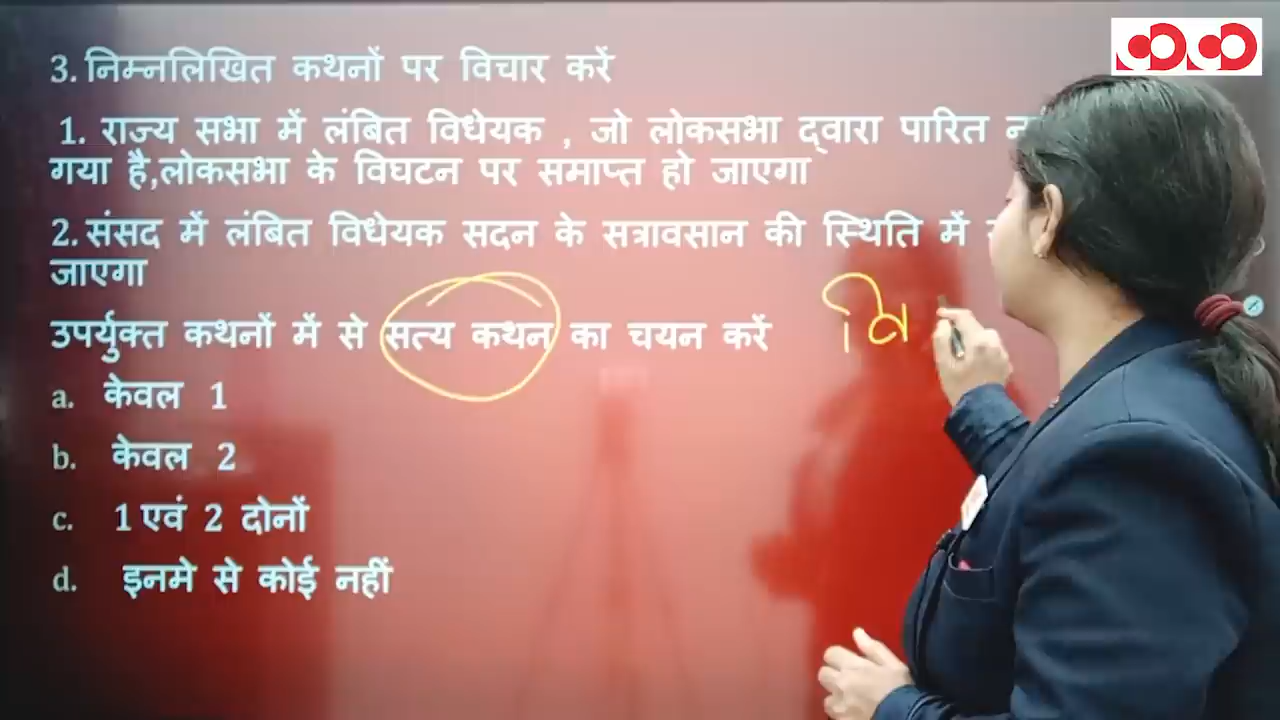 3. निम्नलिखित कथनों पर विचार करें
1. राज्य सभा में लंबित विधेयक , जो लोकसभा द्वारा पारित
गया है,लोकसभा के विघटन पर समाप्त हो जाएगा
2. संसद में लंबित विधेयक सदन के सत्रावसान की स्थिति में
जाएगा
उपर्युक्त कथनों में से सत्य कथन का चयन करें
a. केवल 1
b. केवल 2
c. 1 एवं 2 दोनों
d. इनमे से कोई नहीं